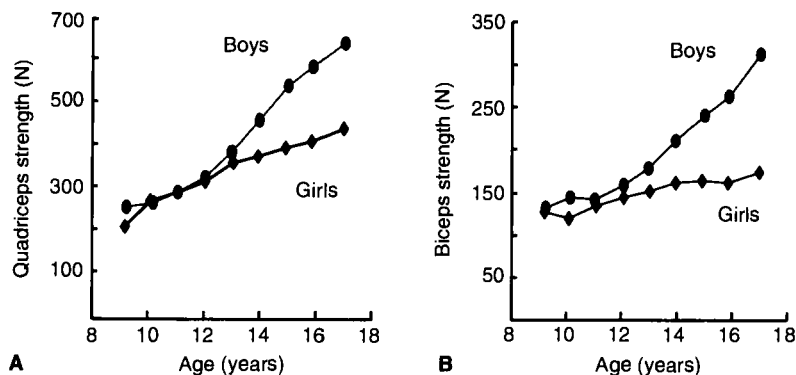 700
500
300
100
Quadriceps strength (N)
Boys
Girls
8 10 12 14 16 18
Age (years)
A
350
250
150
50
Biceps strength (N)
Boys
Girls
8 10 12 14 16 18
Age (years)
B